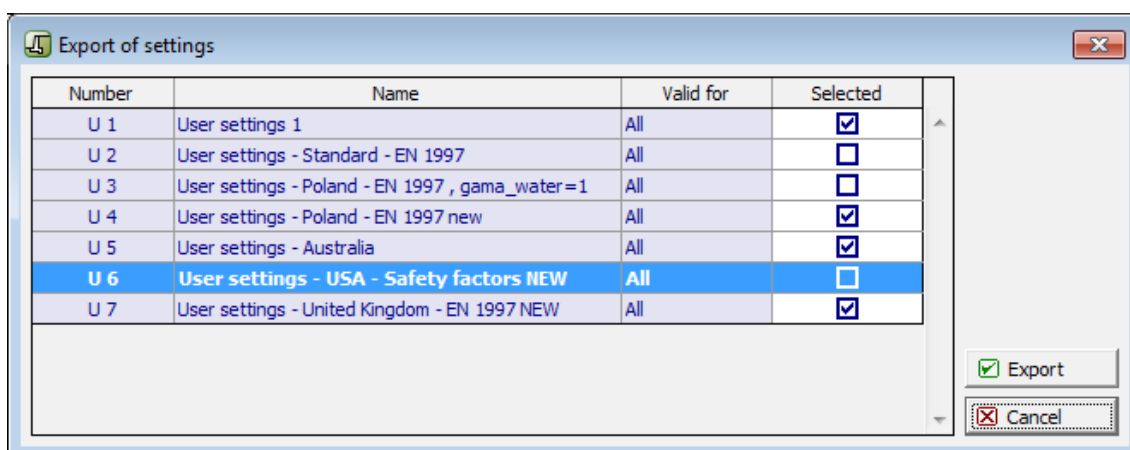 Export of settings
Number Name Valid for Selected
U 1 User settings 1 All
U 2 User settings - Standard - EN 1997 All
U 3 User settings - Poland - EN 1997 , gama_water=1 All
U 4 User settings - Poland - EN 1997 new All
U 5 User settings - Australia All
U 6 User settings - USA - Safety factors NEW All
U 7 User settings - United Kingdom - EN 1997 NEW All
Export
Cancel